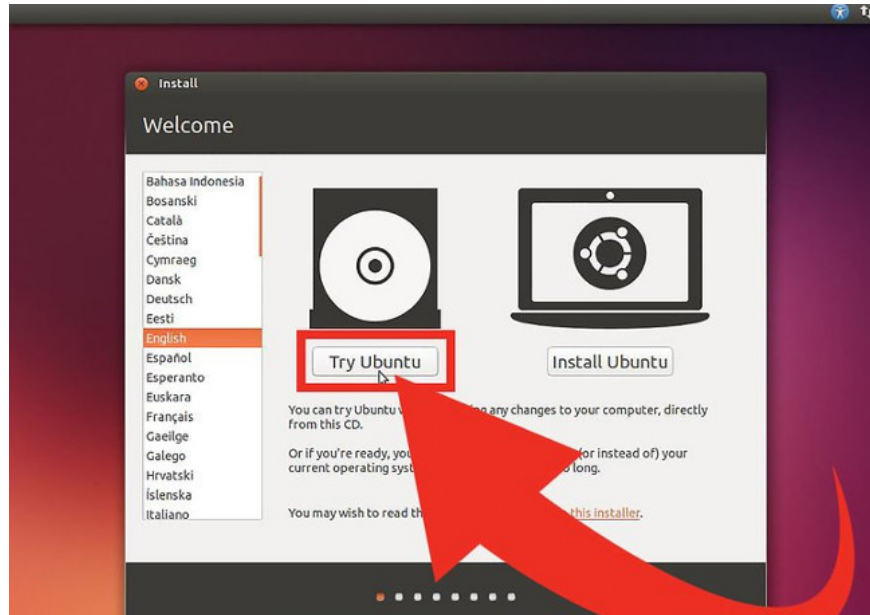 Install
Welcome
Bahasa Indonesia
Bosanski
Català
Čeština
Cymraeg
Dansk
Deutsch
Eesti
English
Español
Esperanto
Euskara
Français
Gaeilge
Galego
Hrvatski
Íslenska
Italiano
Try Ubuntu
Install Ubuntu
You can try Ubuntu any changes to your computer, directly
from this CD.
Or if you're ready, (or instead of) your
current operating long.
You may wish to read this installer.